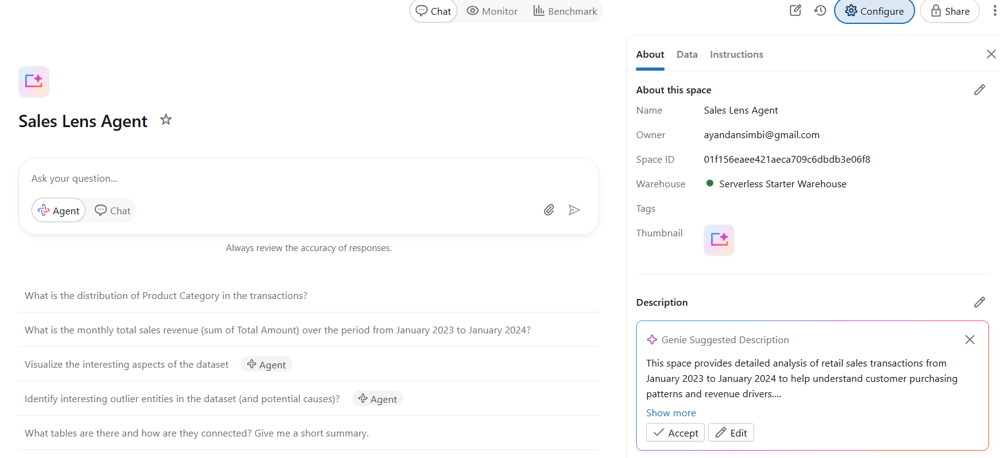 Chat Monitor Benchmark
Configure Share
Sales Lens Agent
Ask your question...
Agent Chat
Always review the accuracy of responses.
What is the distribution of Product Category in the transactions?
What is the monthly total sales revenue (sum of Total Amount) over the period from January 2023 to January 2024?
Visualize the interesting aspects of the dataset Agent
Identify interesting outlier entities in the dataset (and potential causes)? Agent
What tables are there and how are they connected? Give me a short summary.
About Data Instructions
About this space
Name Sales Lens Agent
Owner ayandansimbi@gmail.com
Space ID 01f156eaee421aeca709c6dbdb3e06f8
Warehouse Serverless Starter Warehouse
Tags
Thumbnail
Description
Genie Suggested Description
This space provides detailed analysis of retail sales transactions from
January 2023 to January 2024 to help understand customer purchasing
patterns and revenue drivers....
Show more
Accept Edit